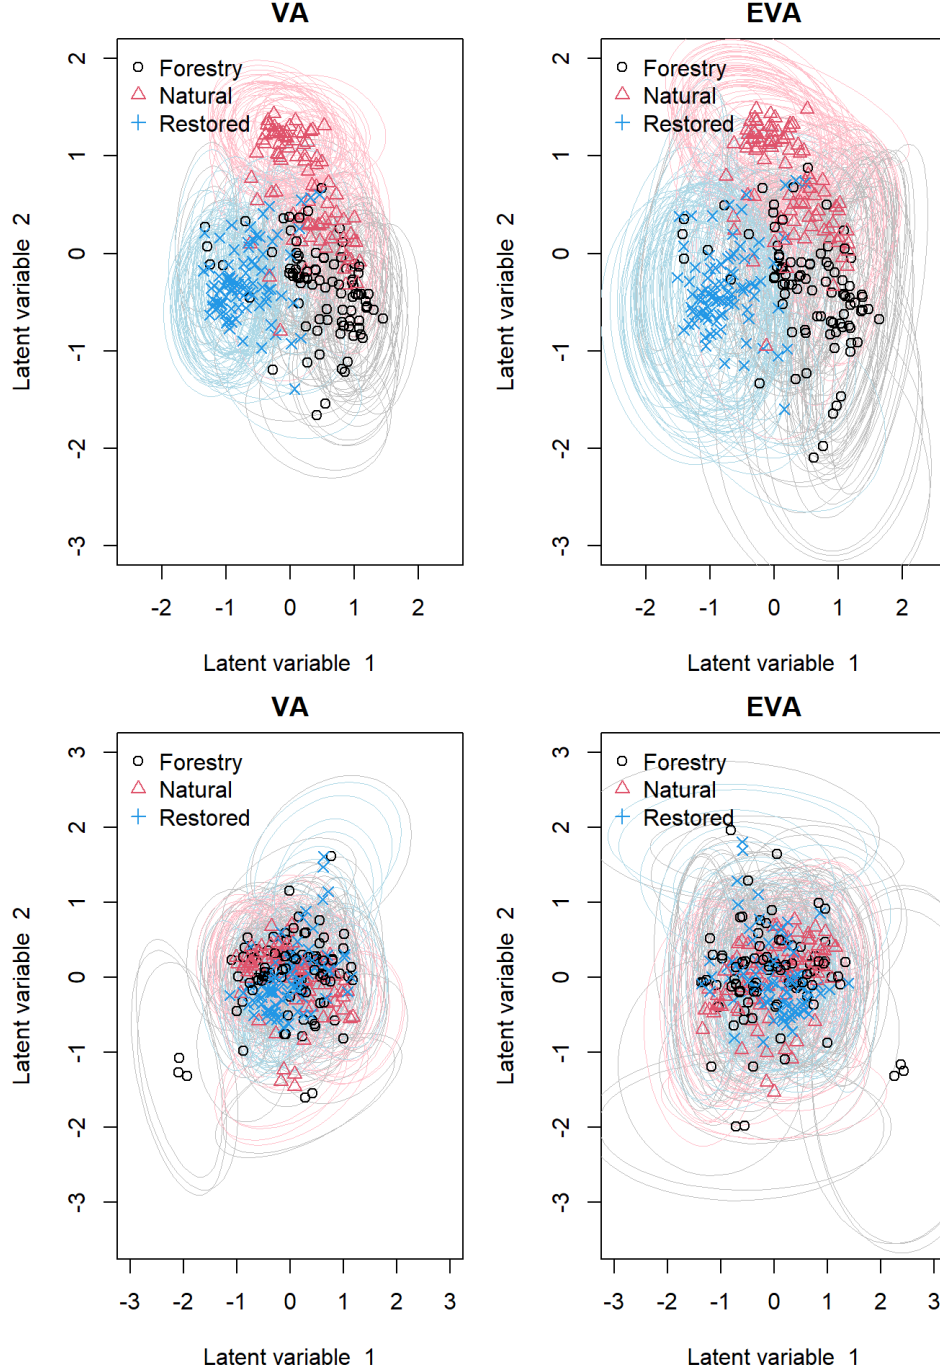 VA
EVA
Forestry
Natural
Restored
Forestry
Natural
Restored
Latent variable 2
2
1
0
-1
-2
-3
Latent variable 2
2
1
0
-1
-2
-3
-2 -1 0 1 2
-2 -1 0 1 2
Latent variable 1
Latent variable 1
VA
EVA
Forestry
Natural
Restored
Forestry
Natural
Restored
Latent variable 2
3
2
1
0
-1
-2
-3
Latent variable 2
3
2
1
0
-1
-2
-3
-3 -2 -1 0 1 2 3
-3 -2 -1 0 1 2 3
Latent variable 1
Latent variable 1